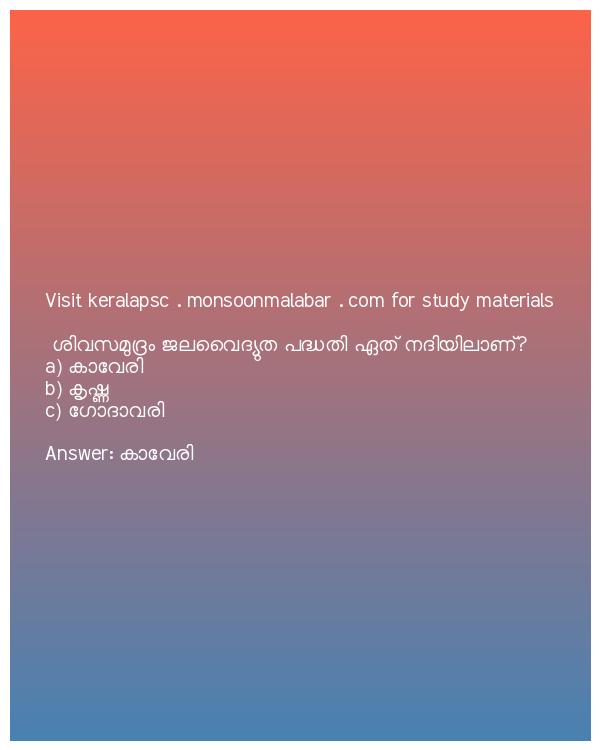 Visit keralapsc . monsoonmalabar . com for study materials
ശിവസമുദ്രം ജലവൈദ്യുത പദ്ധതി ഏത് നദിയിലാണ്?
a) കാവേരി
b) കൃഷ്ണ
c) ഗോദാവരി
Answer: കാവേരി